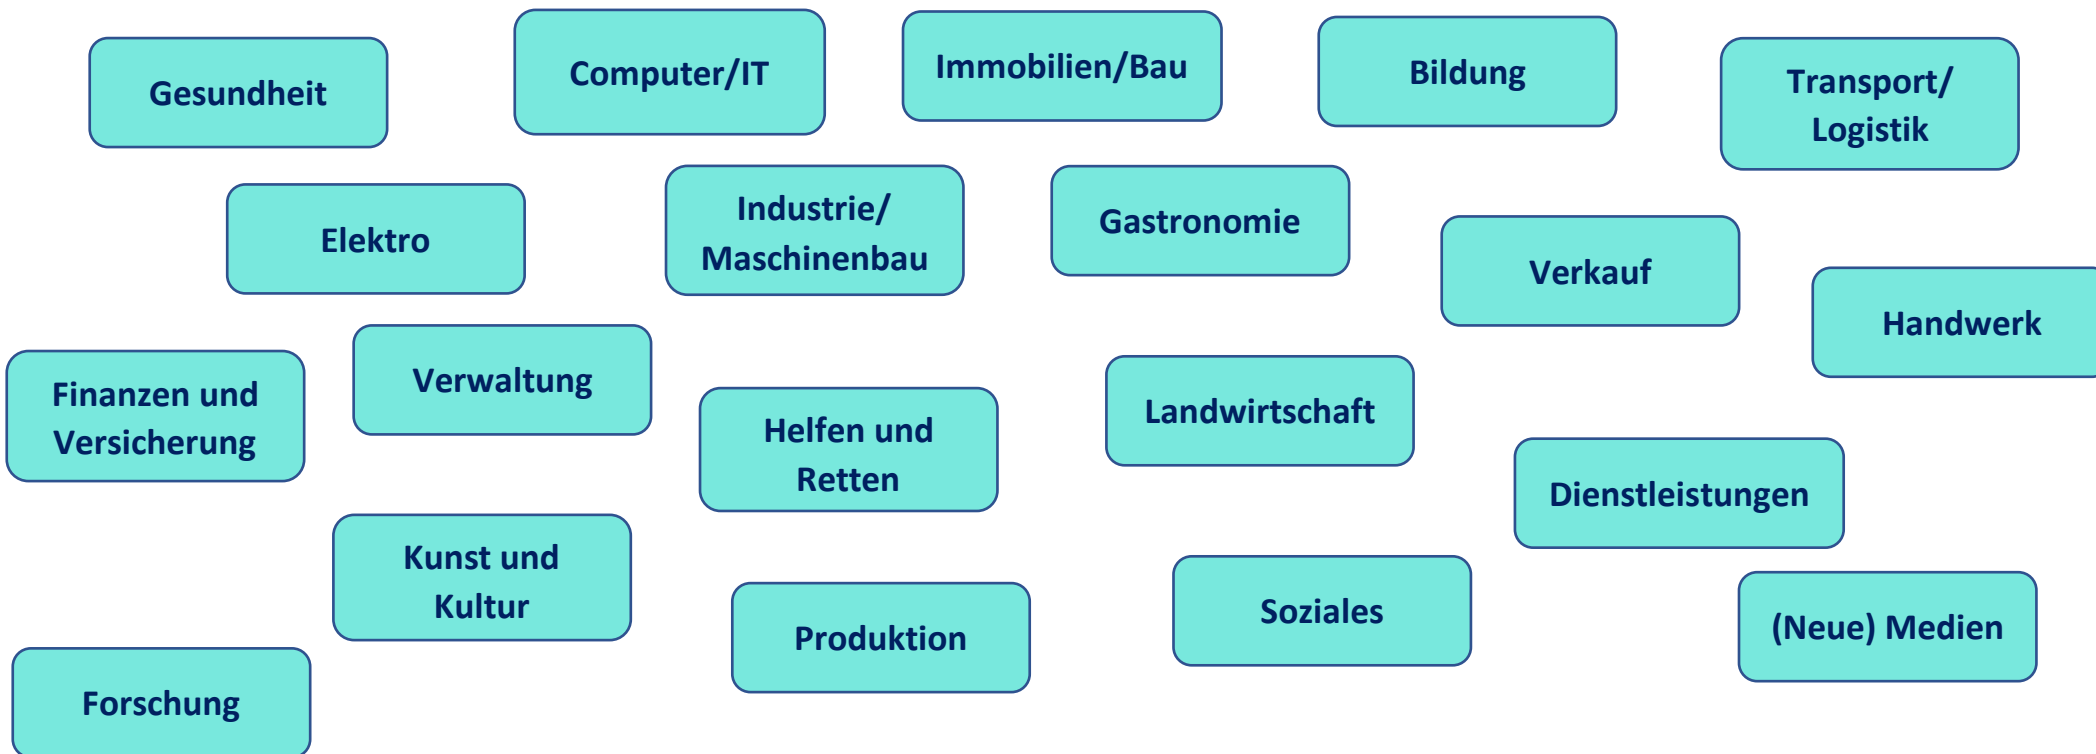 Gesundheit
Computer/IT
Immobilien/Bau
Bildung
Transport/
Logistik
Elektro
Industrie/
Maschinenbau
Gastronomie
Verkauf
Handwerk
Finanzen und
Versicherung
Verwaltung
Helfen und
Retten
Landwirtschaft
Dienstleistungen
Kunst und
Kultur
Produktion
Soziales
(Neue) Medien
Forschung